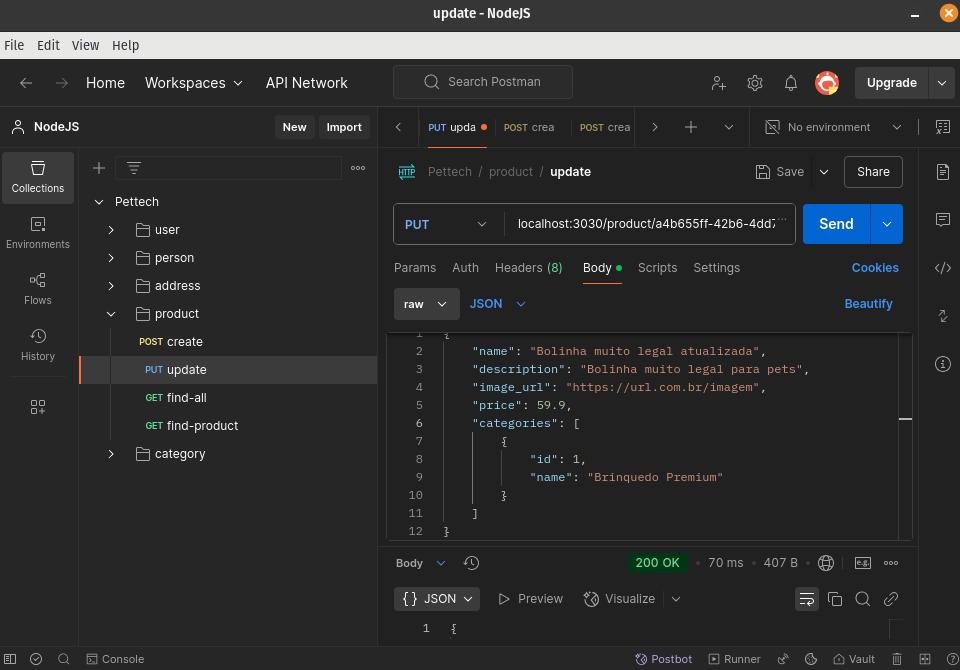 update - NodeJS
File Edit View Help
Home Workspaces API Network Search Postman Upgrade
NodeJS New Import
PUT upda POST crea POST crea No environment
Collections
Environments
Flows
History
Pettech
user
person
address
product
POST create
PUT update
GET find-all
GET find-product
category
HTTP Pettech / product / update Save Share
PUT localhost:3030/product/a4b655ff-42b6-4dd7... Send
Params Auth Headers (8) Body Scripts Settings Cookies
raw JSON Beautify
1 {
2 "name": "Bolinha muito legal atualizada",
3 "description": "Bolinha muito legal para pets",
4 "image_url": "https://url.com.br/imagem",
5 "price": 59.9,
6 "categories": [
7 {
8 "id": 1,
9 "name": "Brinquedo Premium"
10 }
11 ]
12 }
Body 200 OK • 70 ms • 407 B • e.g.
{} JSON Preview Visualize
1 {
Console Postbot Runner Vault